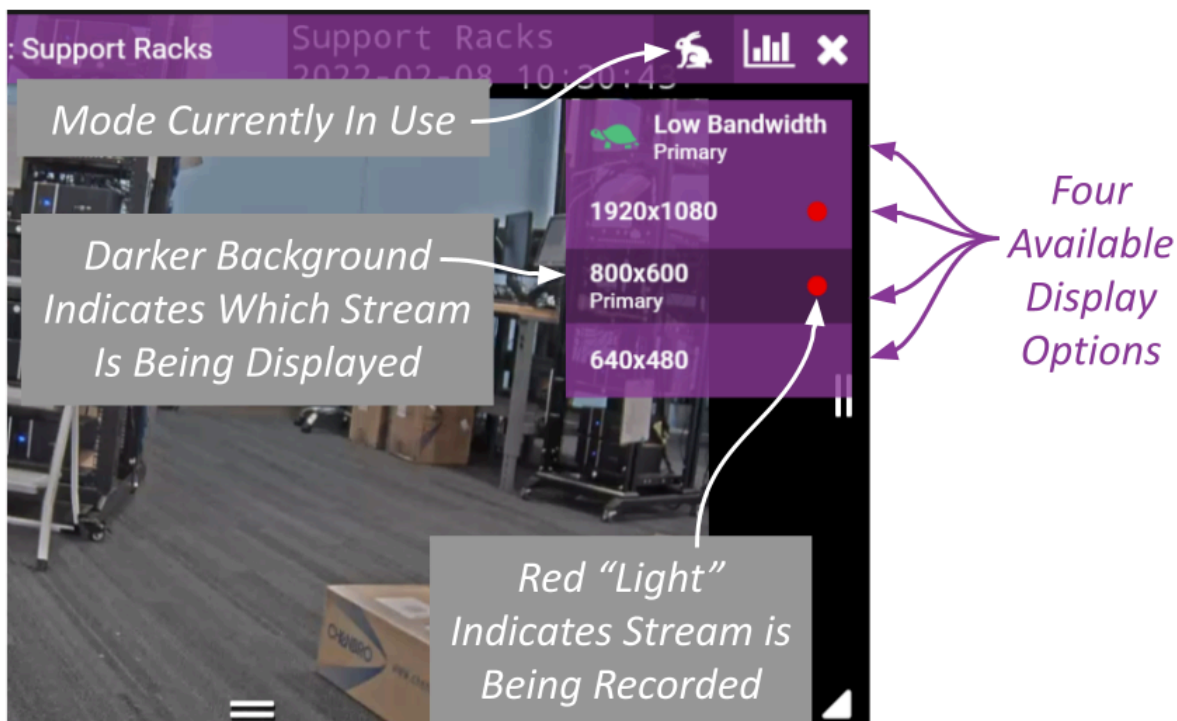 : Support Racks
Support Racks
2022-02-08 10:30:43
Mode Currently In Use
Low Bandwidth
Primary
1920x1080
Darker Background
Indicates Which Stream
Is Being Displayed
800x600
Primary
640x480
Four
Available
Display
Options
Red “Light”
Indicates Stream is
Being Recorded
CHENBRO